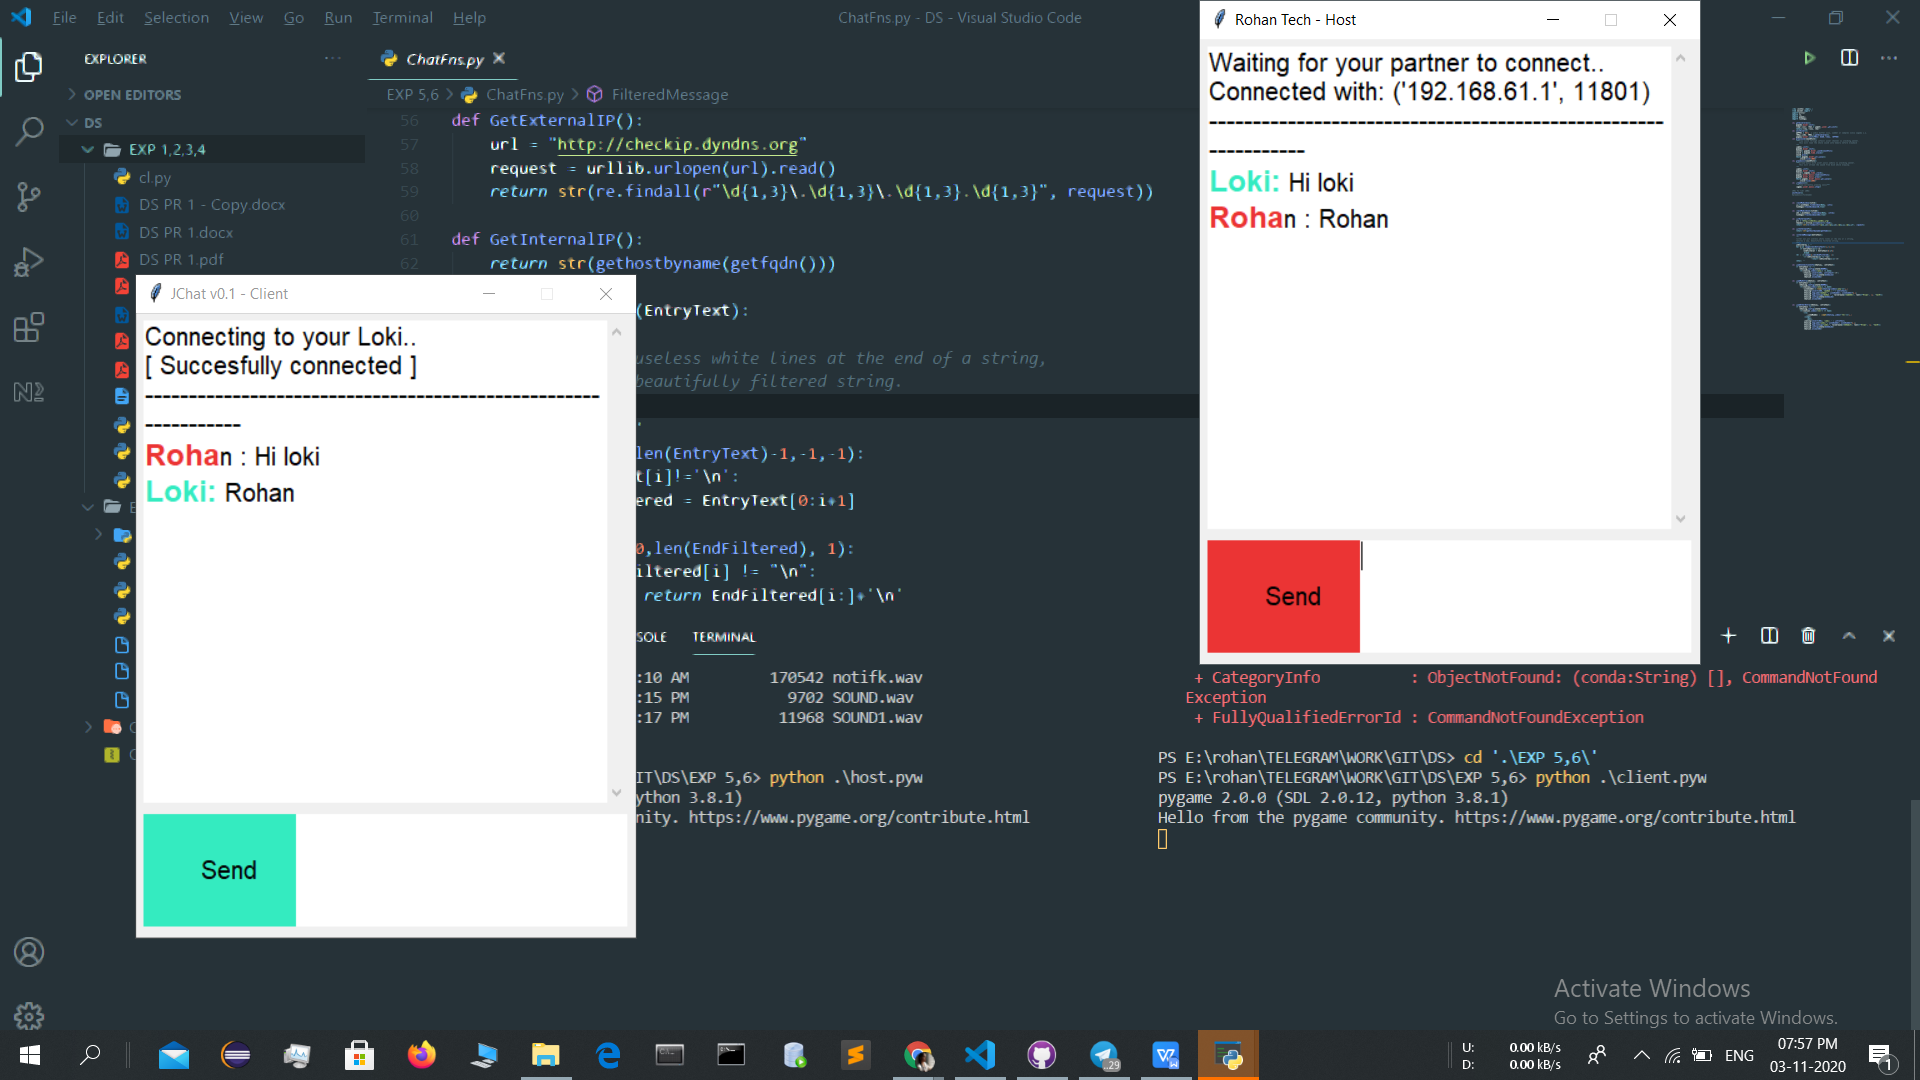 File Edit Selection View Go Run Terminal Help
ChatFns.py - DS - Visual Studio Code
EXPLORER
OPEN EDITORS
DS
EXP 1,2,3,4
cl.py
DS PR 1 - Copy.docx
DS PR 1.docx
DS PR 1.pdf
ChatFns.py
EXP 5,6 > ChatFns.py > FilteredMessage
56 def GetExternalIP():
57 url = "http://checkip.dyndns.org"
58 request = urllib.urlopen(url).read()
59 return str(re.findall(r"\d{1,3}\.\d{1,3}\.\d{1,3}.\d{1,3}", request))
60
61 def GetInternalIP():
62 return str(gethostbyname(getfqdn()))
(EntryText):
useless white lines at the end of a string,
beautifully filtered string.
len(EntryText)-1,-1,-1):
t[i]!='\n':
ered = EntryText[0:i+1]
0,len(EndFiltered), 1):
iltered[i] != "\n":
return EndFiltered[i:]+'\n'
JChat v0.1 - Client
Connecting to your Loki..
[ Succesfully connected ]
----------------------------------------------------
-----------
Rohan : Hi loki
Loki: Rohan
Send
Rohan Tech - Host
Waiting for your partner to connect..
Connected with: ('192.168.61.1', 11801)
----------------------------------------------------
-----------
Loki: Hi loki
Rohan : Rohan
Send
SOLE TERMINAL
:10 AM 170542 notifk.wav
:15 PM 9702 SOUND.wav
:17 PM 11968 SOUND1.wav
IT\DS\EXP 5,6> python .\host.pyw
ython 3.8.1)
nity. https://www.pygame.org/contribute.html
+ CategoryInfo : ObjectNotFound: (conda:String) [], CommandNotFound
Exception
+ FullyQualifiedErrorId : CommandNotFoundException
PS E:\rohan\TELEGRAM\WORK\GIT\DS> cd '.\EXP 5,6\'
PS E:\rohan\TELEGRAM\WORK\GIT\DS\EXP 5,6> python .\client.pyw
pygame 2.0.0 (SDL 2.0.12, python 3.8.1)
Hello from the pygame community. https://www.pygame.org/contribute.html
Activate Windows
Go to Settings to activate Windows.
U: 0.00 kB/s
D: 0.00 kB/s
ENG
07:57 PM
03-11-2020
1